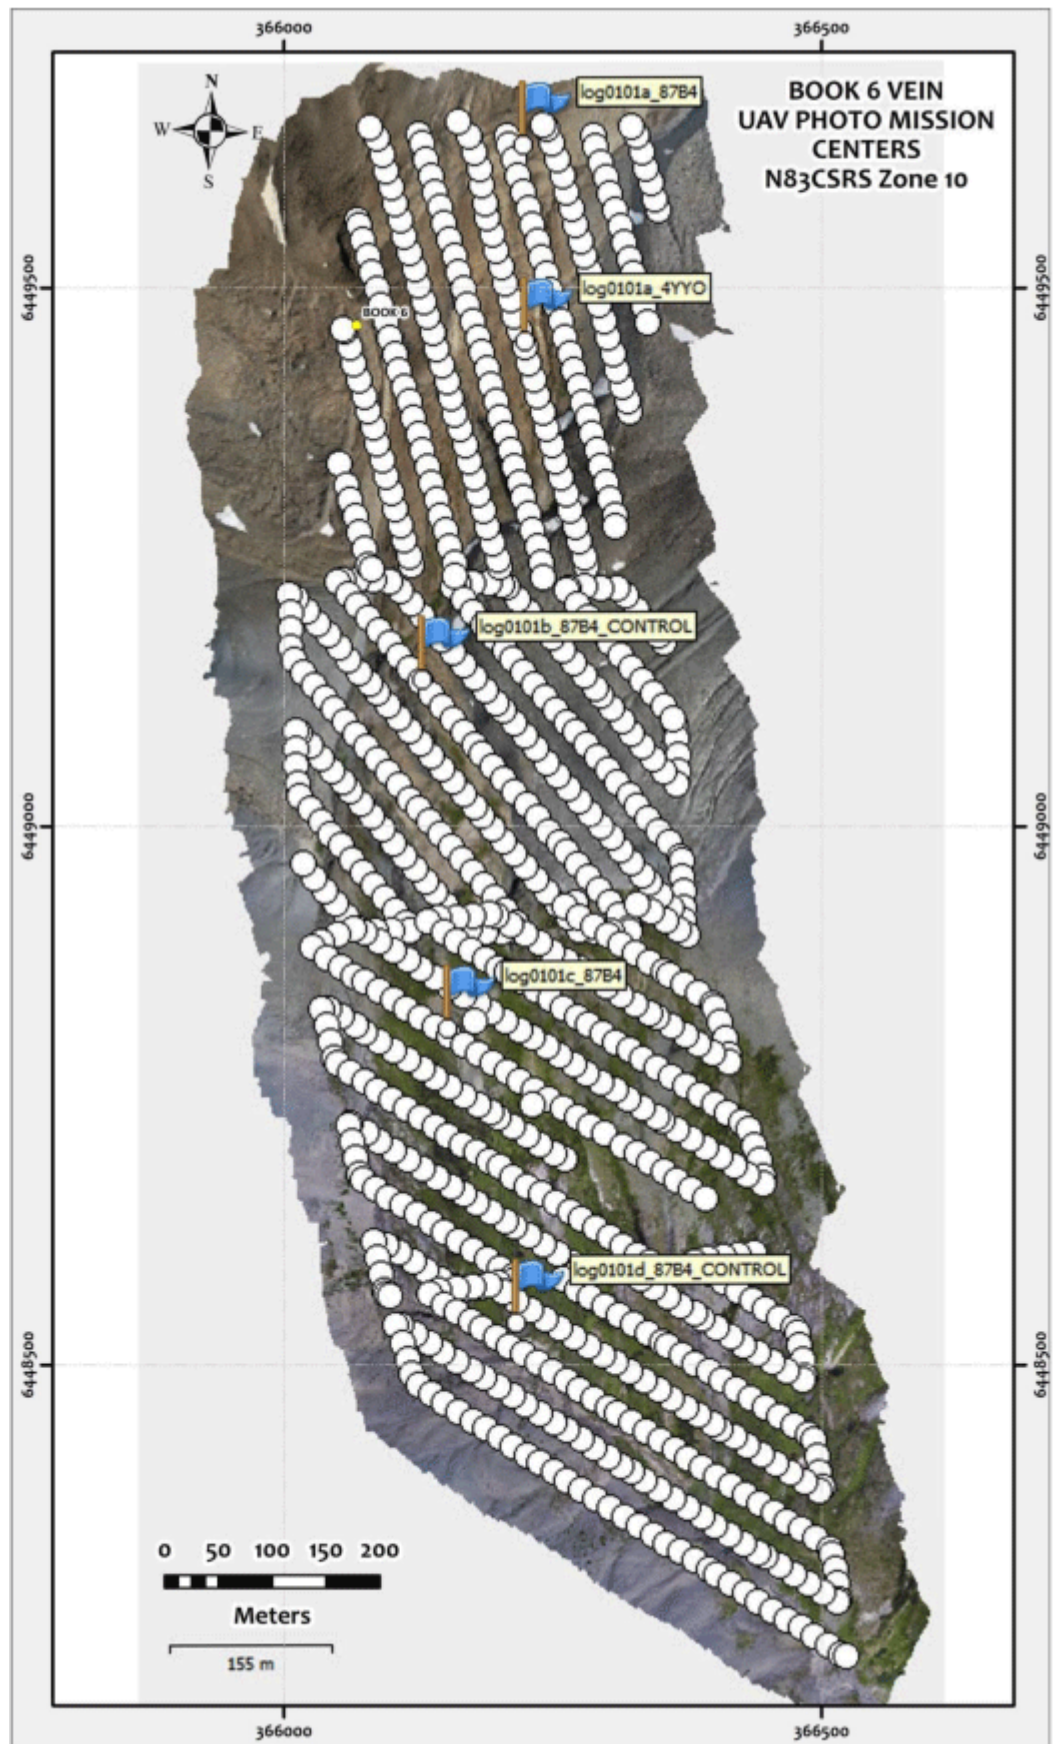 366000 366500
N
W E
S
BOOK 6 VEIN
UAV PHOTO MISSION
CENTERS
N83CSRS Zone 10
log0101a_87B4
6449500 6449500
log0101a_4YYO
BOOK 6
log0101b_87B4_CONTROL
6449000 6449000
log0101c_87B4
log0101d_87B4_CONTROL
6448500 6448500
0 50 100 150 200
Meters
155 m
366000 366500